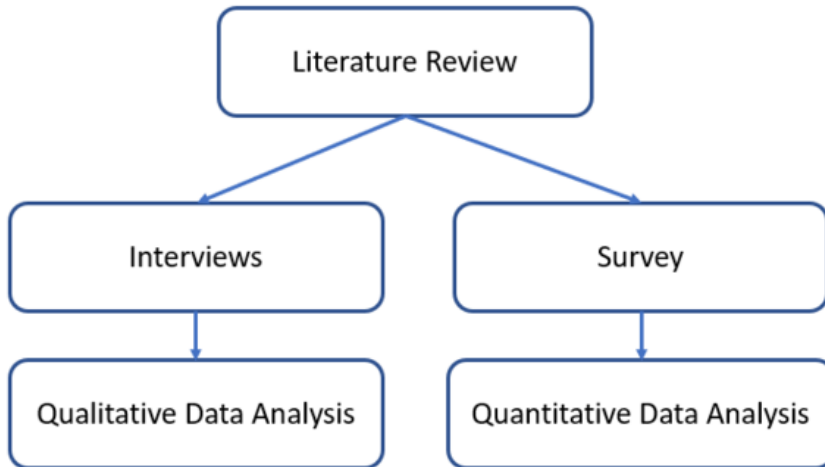 Literature Review
Interviews
Survey
Qualitative Data Analysis
Quantitative Data Analysis